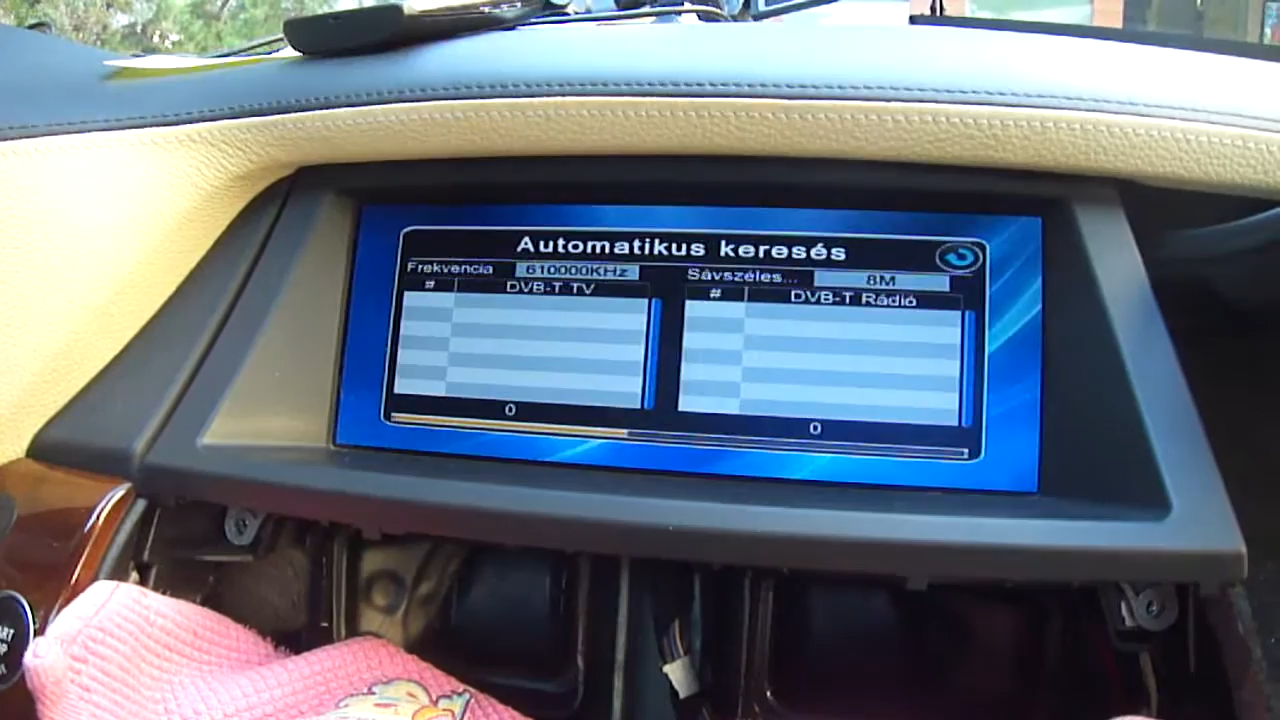 Automatikus keresés
Frekvencia 610000KHz Sávszéles... 8M
# DVB-T TV # DVB-T Rádió
0 0